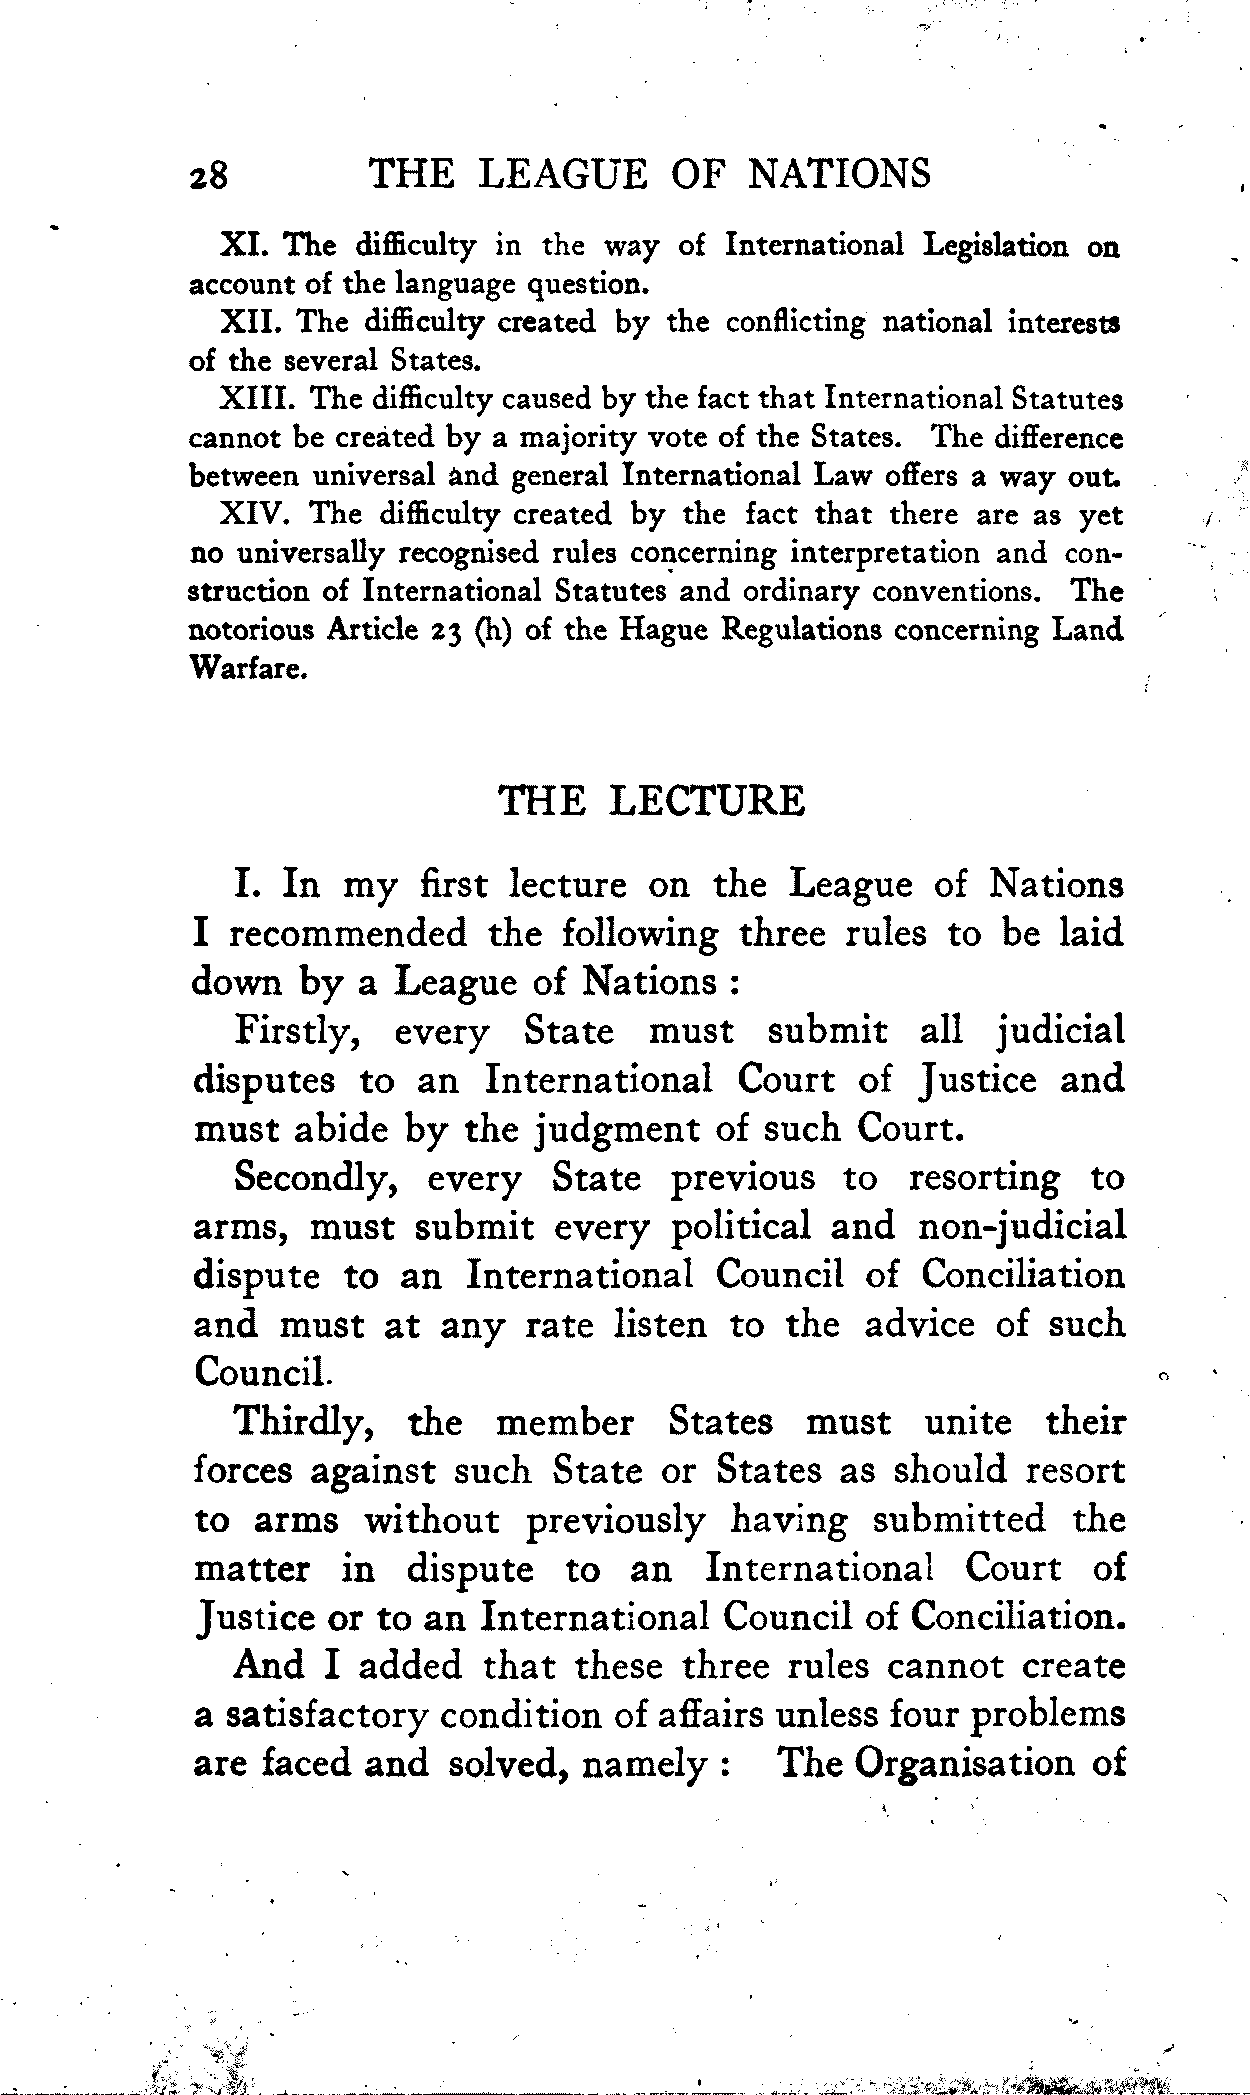 28 THE LEAGUE OF NATIONS
XI. The difficulty in the way of International Legislation on
account of the language question.
XII. The difficulty created by the conflicting national interests
of the several States.
XIII. The difficulty caused by the fact that International Statutes
cannot be created by a majority vote of the States. The difference
between universal and general International Law offers a way out.
XIV. The difficulty created by the fact that there are as yet
no universally recognised rules concerning interpretation and con-
struction of International Statutes and ordinary conventions. The
notorious Article 23 (h) of the Hague Regulations concerning Land
Warfare.
THE LECTURE
I. In my first lecture on the League of Nations
I recommended the following three rules to be laid
down by a League of Nations :
Firstly, every State must submit all judicial
disputes to an International Court of Justice and
must abide by the judgment of such Court.
Secondly, every State previous to resorting to
arms, must submit every political and non-judicial
dispute to an International Council of Conciliation
and must at any rate listen to the advice of such
Council.
Thirdly, the member States must unite their
forces against such State or States as should resort
to arms without previously having submitted the
matter in dispute to an International Court of
Justice or to an International Council of Conciliation.
And I added that these three rules cannot create
a satisfactory condition of affairs unless four problems
are faced and solved, namely : The Organisation of